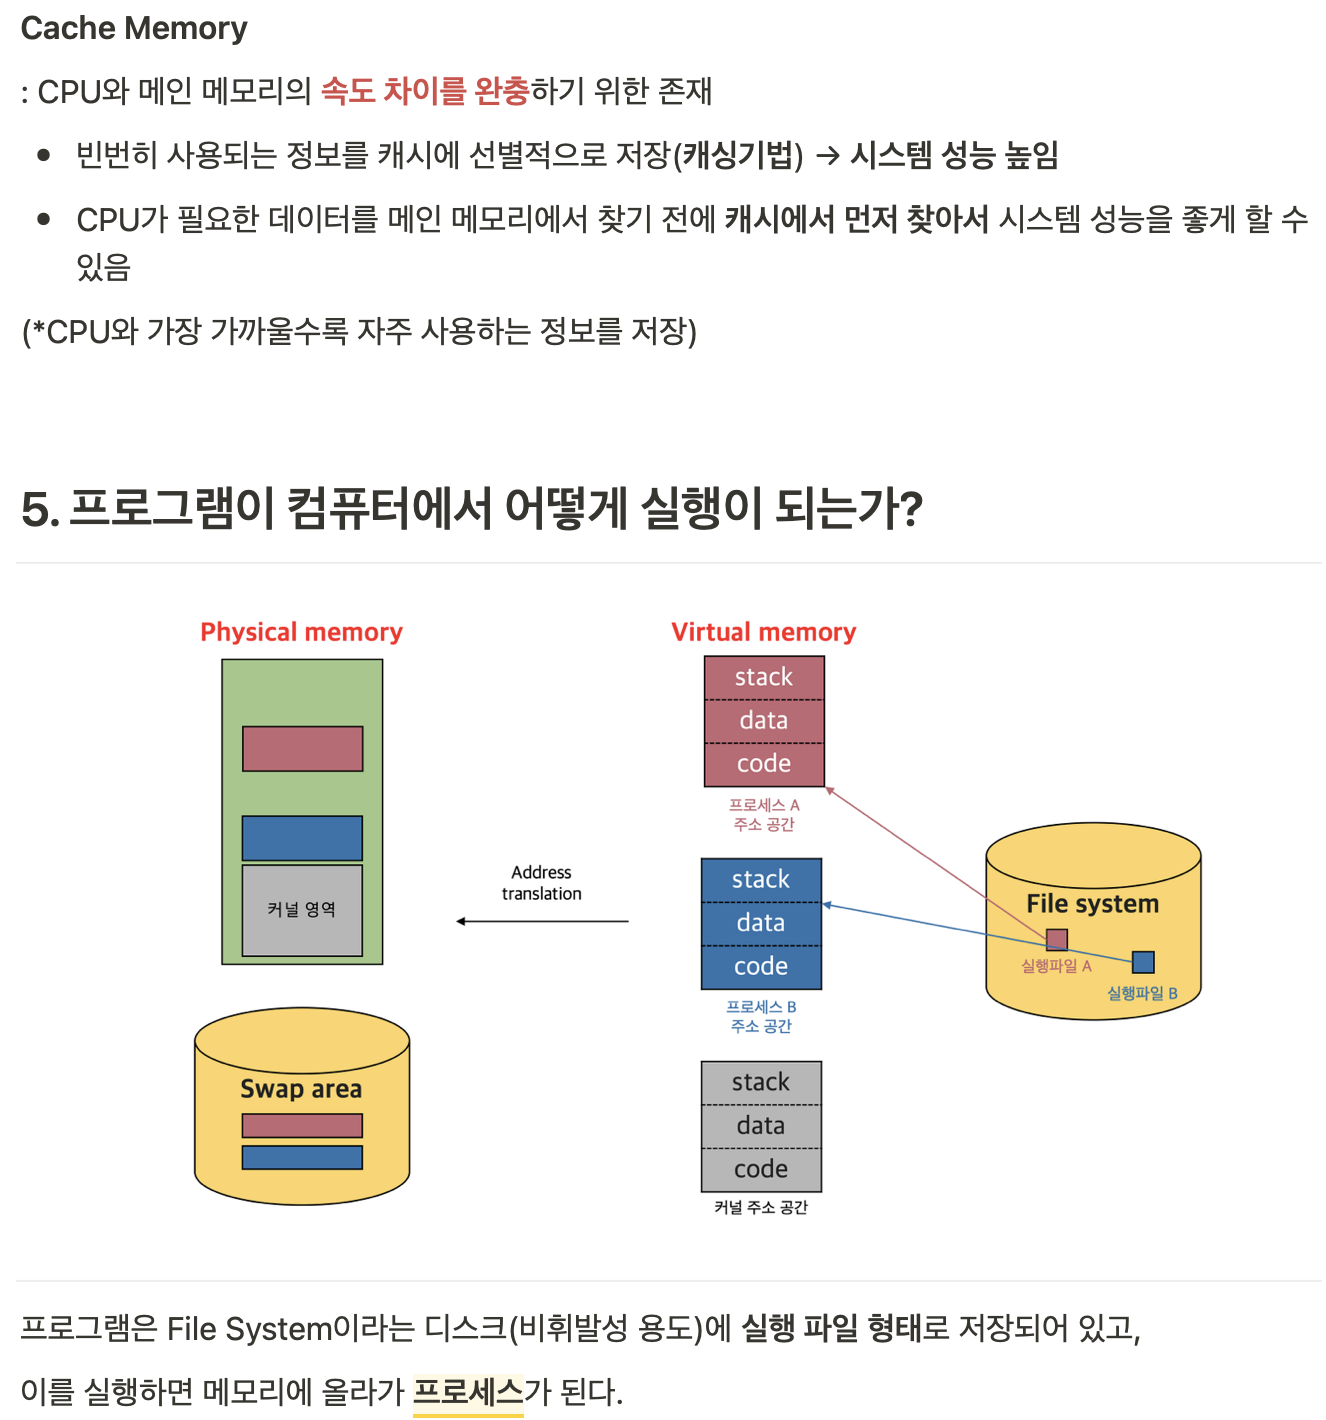 Cache Memory
: CPU와 메인 메모리의 속도 차이를 완충하기 위한 존재
• 빈번히 사용되는 정보를 캐시에 선별적으로 저장(캐싱기법) → 시스템 성능 높임
• CPU가 필요한 데이터를 메인 메모리에서 찾기 전에 캐시에서 먼저 찾아서 시스템 성능을 좋게 할 수
있음
(*CPU와 가장 가까울수록 자주 사용하는 정보를 저장)
5. 프로그램이 컴퓨터에서 어떻게 실행이 되는가?
Physical memory
커널 영역
Swap area
Address
translation
Virtual memory
stack
data
code
프로세스 A
주소 공간
stack
data
code
프로세스 B
주소 공간
stack
data
code
커널 주소 공간
File system
실행파일 A
실행파일 B
프로그램은 File System이라는 디스크(비휘발성 용도)에 실행 파일 형태로 저장되어 있고,
이를 실행하면 메모리에 올라가 프로세스가 된다.